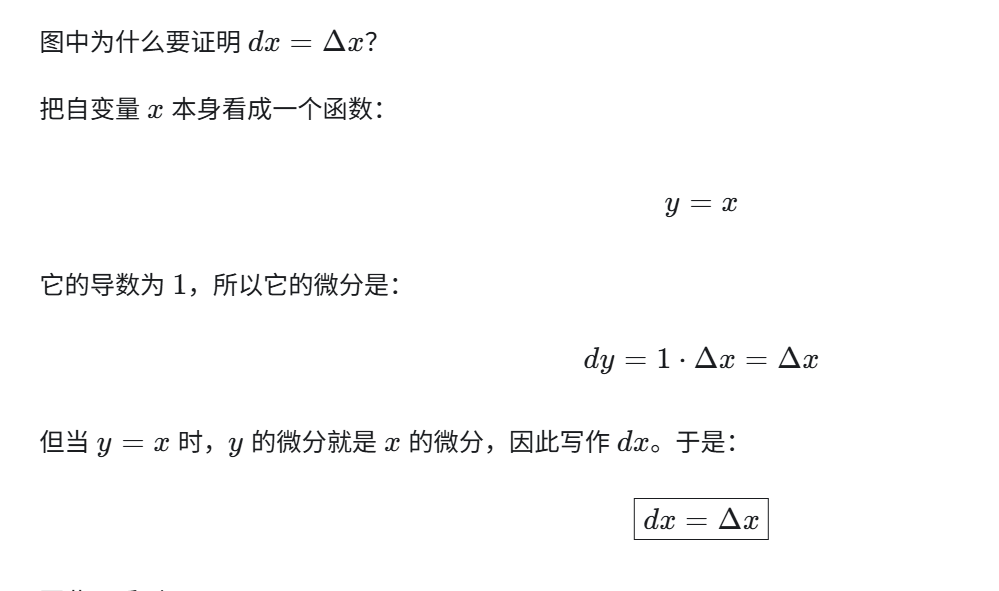 图中为什么要证明 dx = Δx？
把自变量 x 本身看成一个函数：
y = x
它的导数为 1，所以它的微分是：
dy = 1 · Δx = Δx
但当 y = x 时，y 的微分就是 x 的微分，因此写作 dx。于是：
dx = Δx